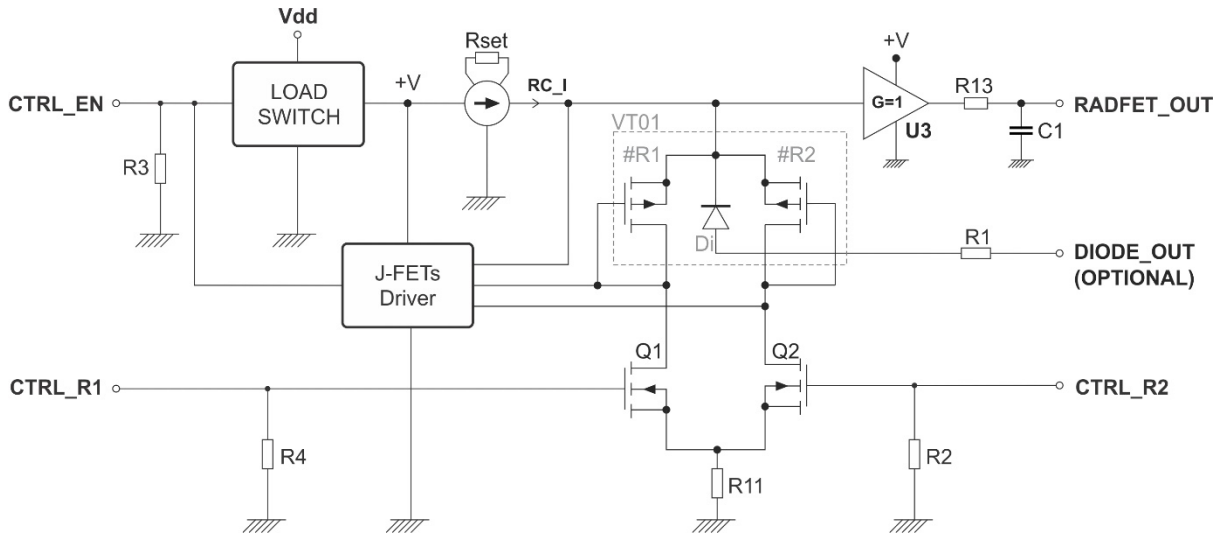 Vdd
Rset
CTRL_EN
LOAD
SWITCH
+V
RC_I
+V
G=1
U3
R13
RADFET_OUT
C1
R3
VT01
#R1
#R2
Di
R1
DIODE_OUT
(OPTIONAL)
J-FETs
Driver
Q1
Q2
CTRL_R1
CTRL_R2
R4
R11
R2